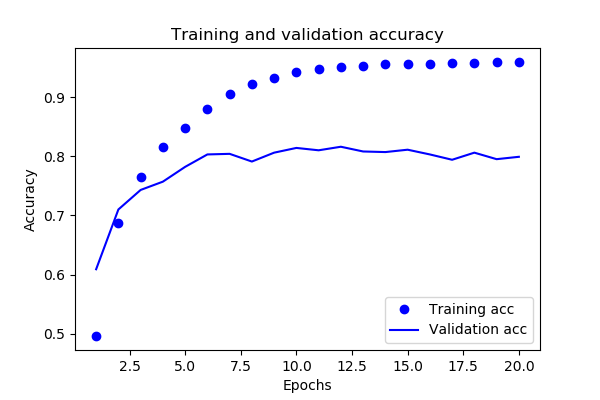 Training and validation accuracy
Accuracy
0.9
0.8
0.7
0.6
0.5
Training acc
Validation acc
2.5 5.0 7.5 10.0 12.5 15.0 17.5 20.0
Epochs